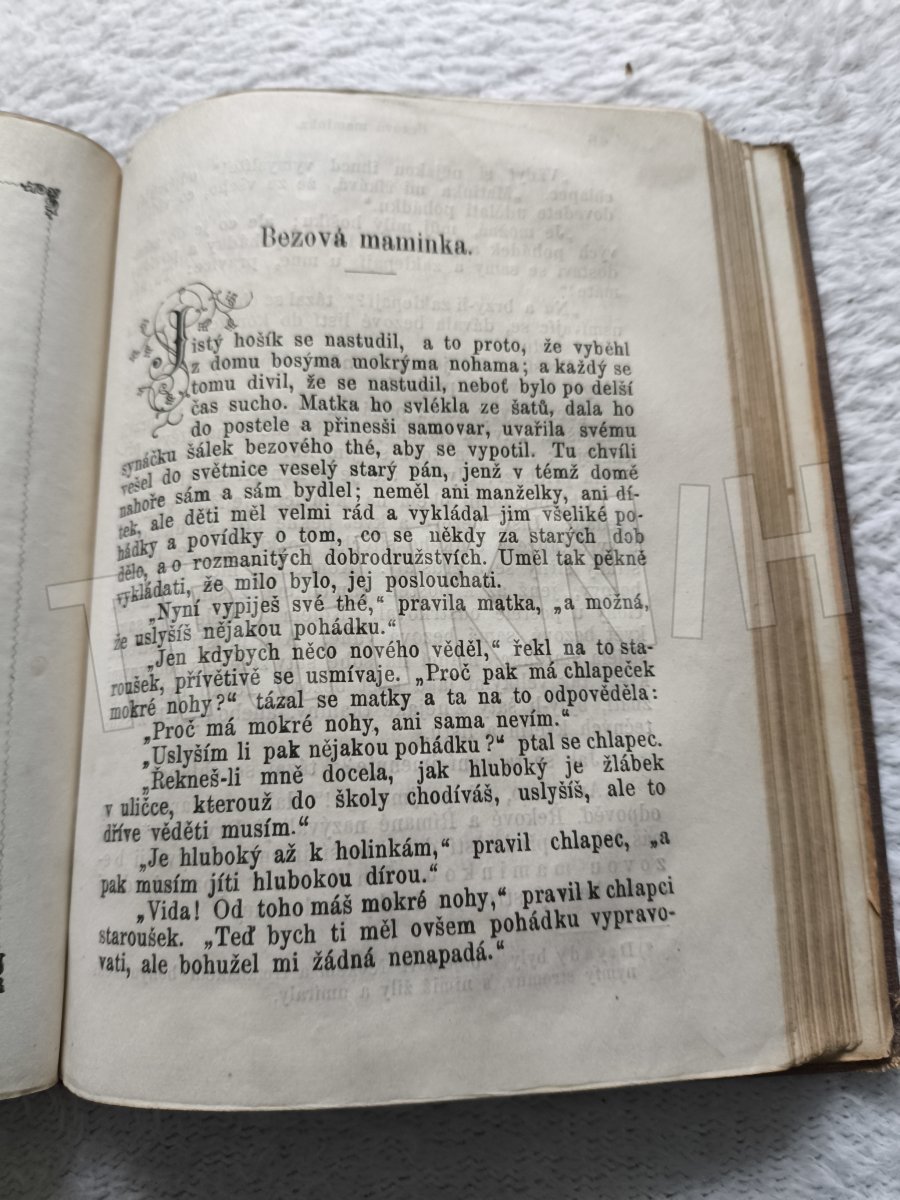 Bezová maminka.
Jistý hošík se nastudil, a to proto, že vyběhl
z domu bosýma mokrýma nohama; a každý se
tomu divil, že se nastudil, neboť bylo po delší
čas sucho. Matka ho svlékla ze šatů, dala ho
do postele a přinesši samovar, uvařila svému
synáčku šálek bezového thé, aby se vypotil. Tu chvíli
vešel do světnice veselý starý pán, jenž v témž domě
nahoře sám a sám bydlel; neměl ani manželky, ani dí-
tek, ale děti měl velmi rád a vykládal jim všeliké po-
hádky a povídky o tom, co se někdy za starých dob
dělo, a o rozmanitých dobrodružstvích. Uměl tak pěkně
vykládati, že milo bylo, jej poslouchati.
„Nyní vypiješ své thé,“ pravila matka, „a možná,
že uslyšíš nějakou pohádku.“
„Jen kdybych něco nového věděl,“ řekl na to sta-
roušek, přívětivě se usmívaje. „Proč pak má chlapeček
mokré nohy?“ tázal se matky a ta na to odpověděla:
„Proč má mokré nohy, ani sama nevím.“
„Uslyším li pak nějakou pohádku?“ ptal se chlapec.
„Řekneš-li mně docela, jak hluboký je žlábek
v uličce, kterouž do školy chodíváš, uslyšíš, ale to
dříve věděti musím.“
„Je hluboký až k holinkám,“ pravil chlapec, „a
pak musím jíti hlubokou dírou.“
„Vida! Od toho máš mokré nohy,“ pravil k chlapci
staroušek. „Teď bych ti měl ovšem pohádku vypravo-
vati, ale bohužel mi žádná nenapadá.“